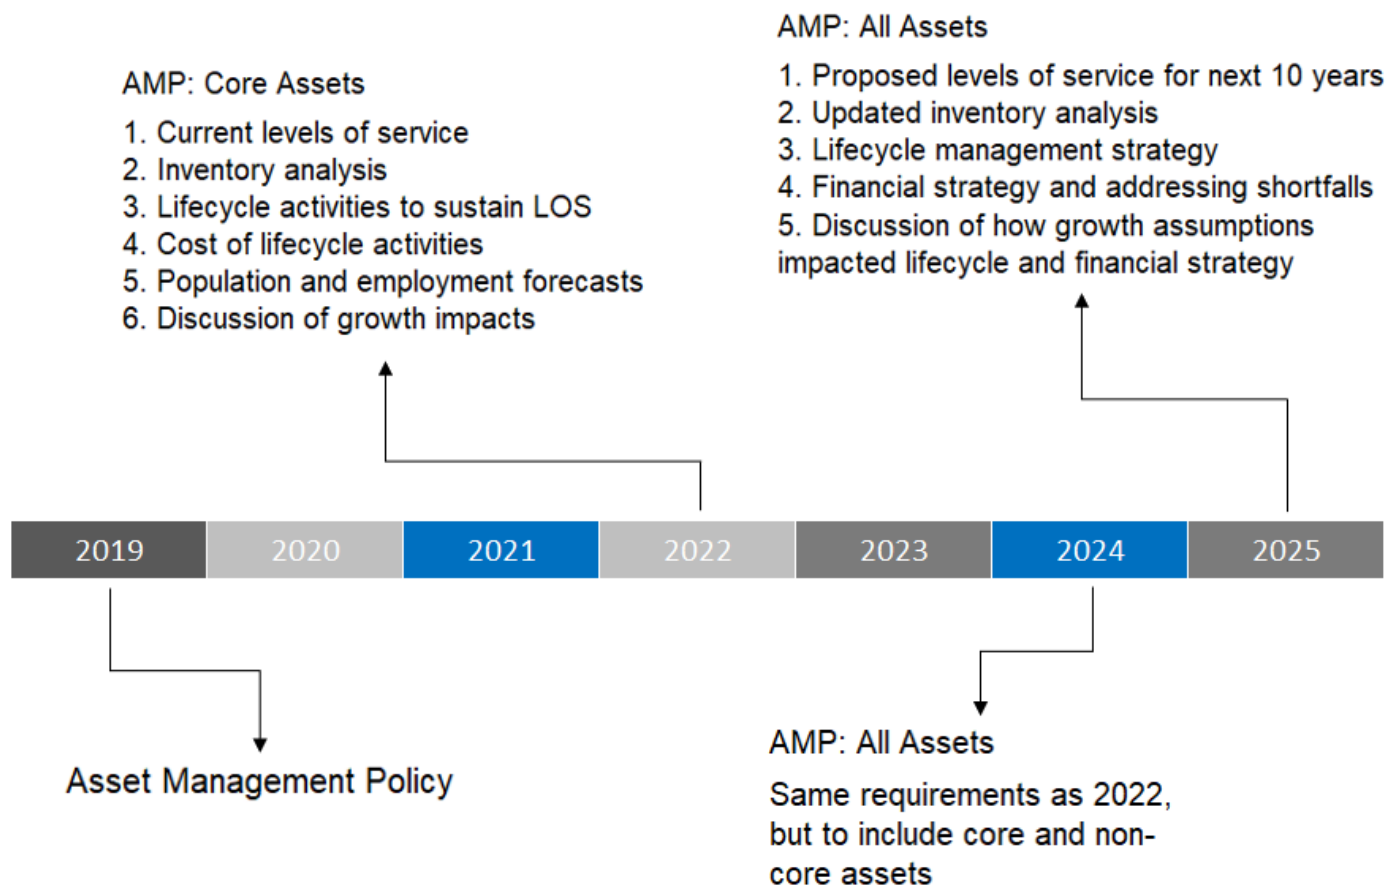 AMP: All Assets
1. Proposed levels of service for next 10 years
2. Updated inventory analysis
3. Lifecycle management strategy
4. Financial strategy and addressing shortfalls
5. Discussion of how growth assumptions
impacted lifecycle and financial strategy
AMP: Core Assets
1. Current levels of service
2. Inventory analysis
3. Lifecycle activities to sustain LOS
4. Cost of lifecycle activities
5. Population and employment forecasts
6. Discussion of growth impacts
2019 2020 2021 2022 2023 2024 2025
Asset Management Policy
AMP: All Assets
Same requirements as 2022,
but to include core and non-
core assets